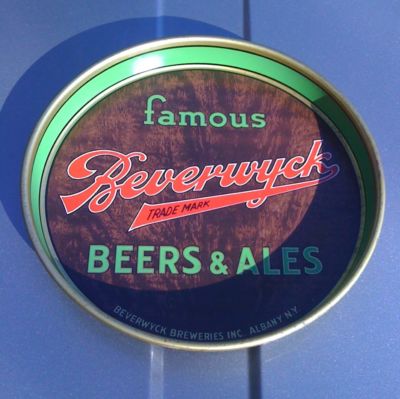 famous
Beverwyck
TRADE MARK
BEERS & ALES
BEVERWYCK BREWERIES INC. ALBANY N.Y.